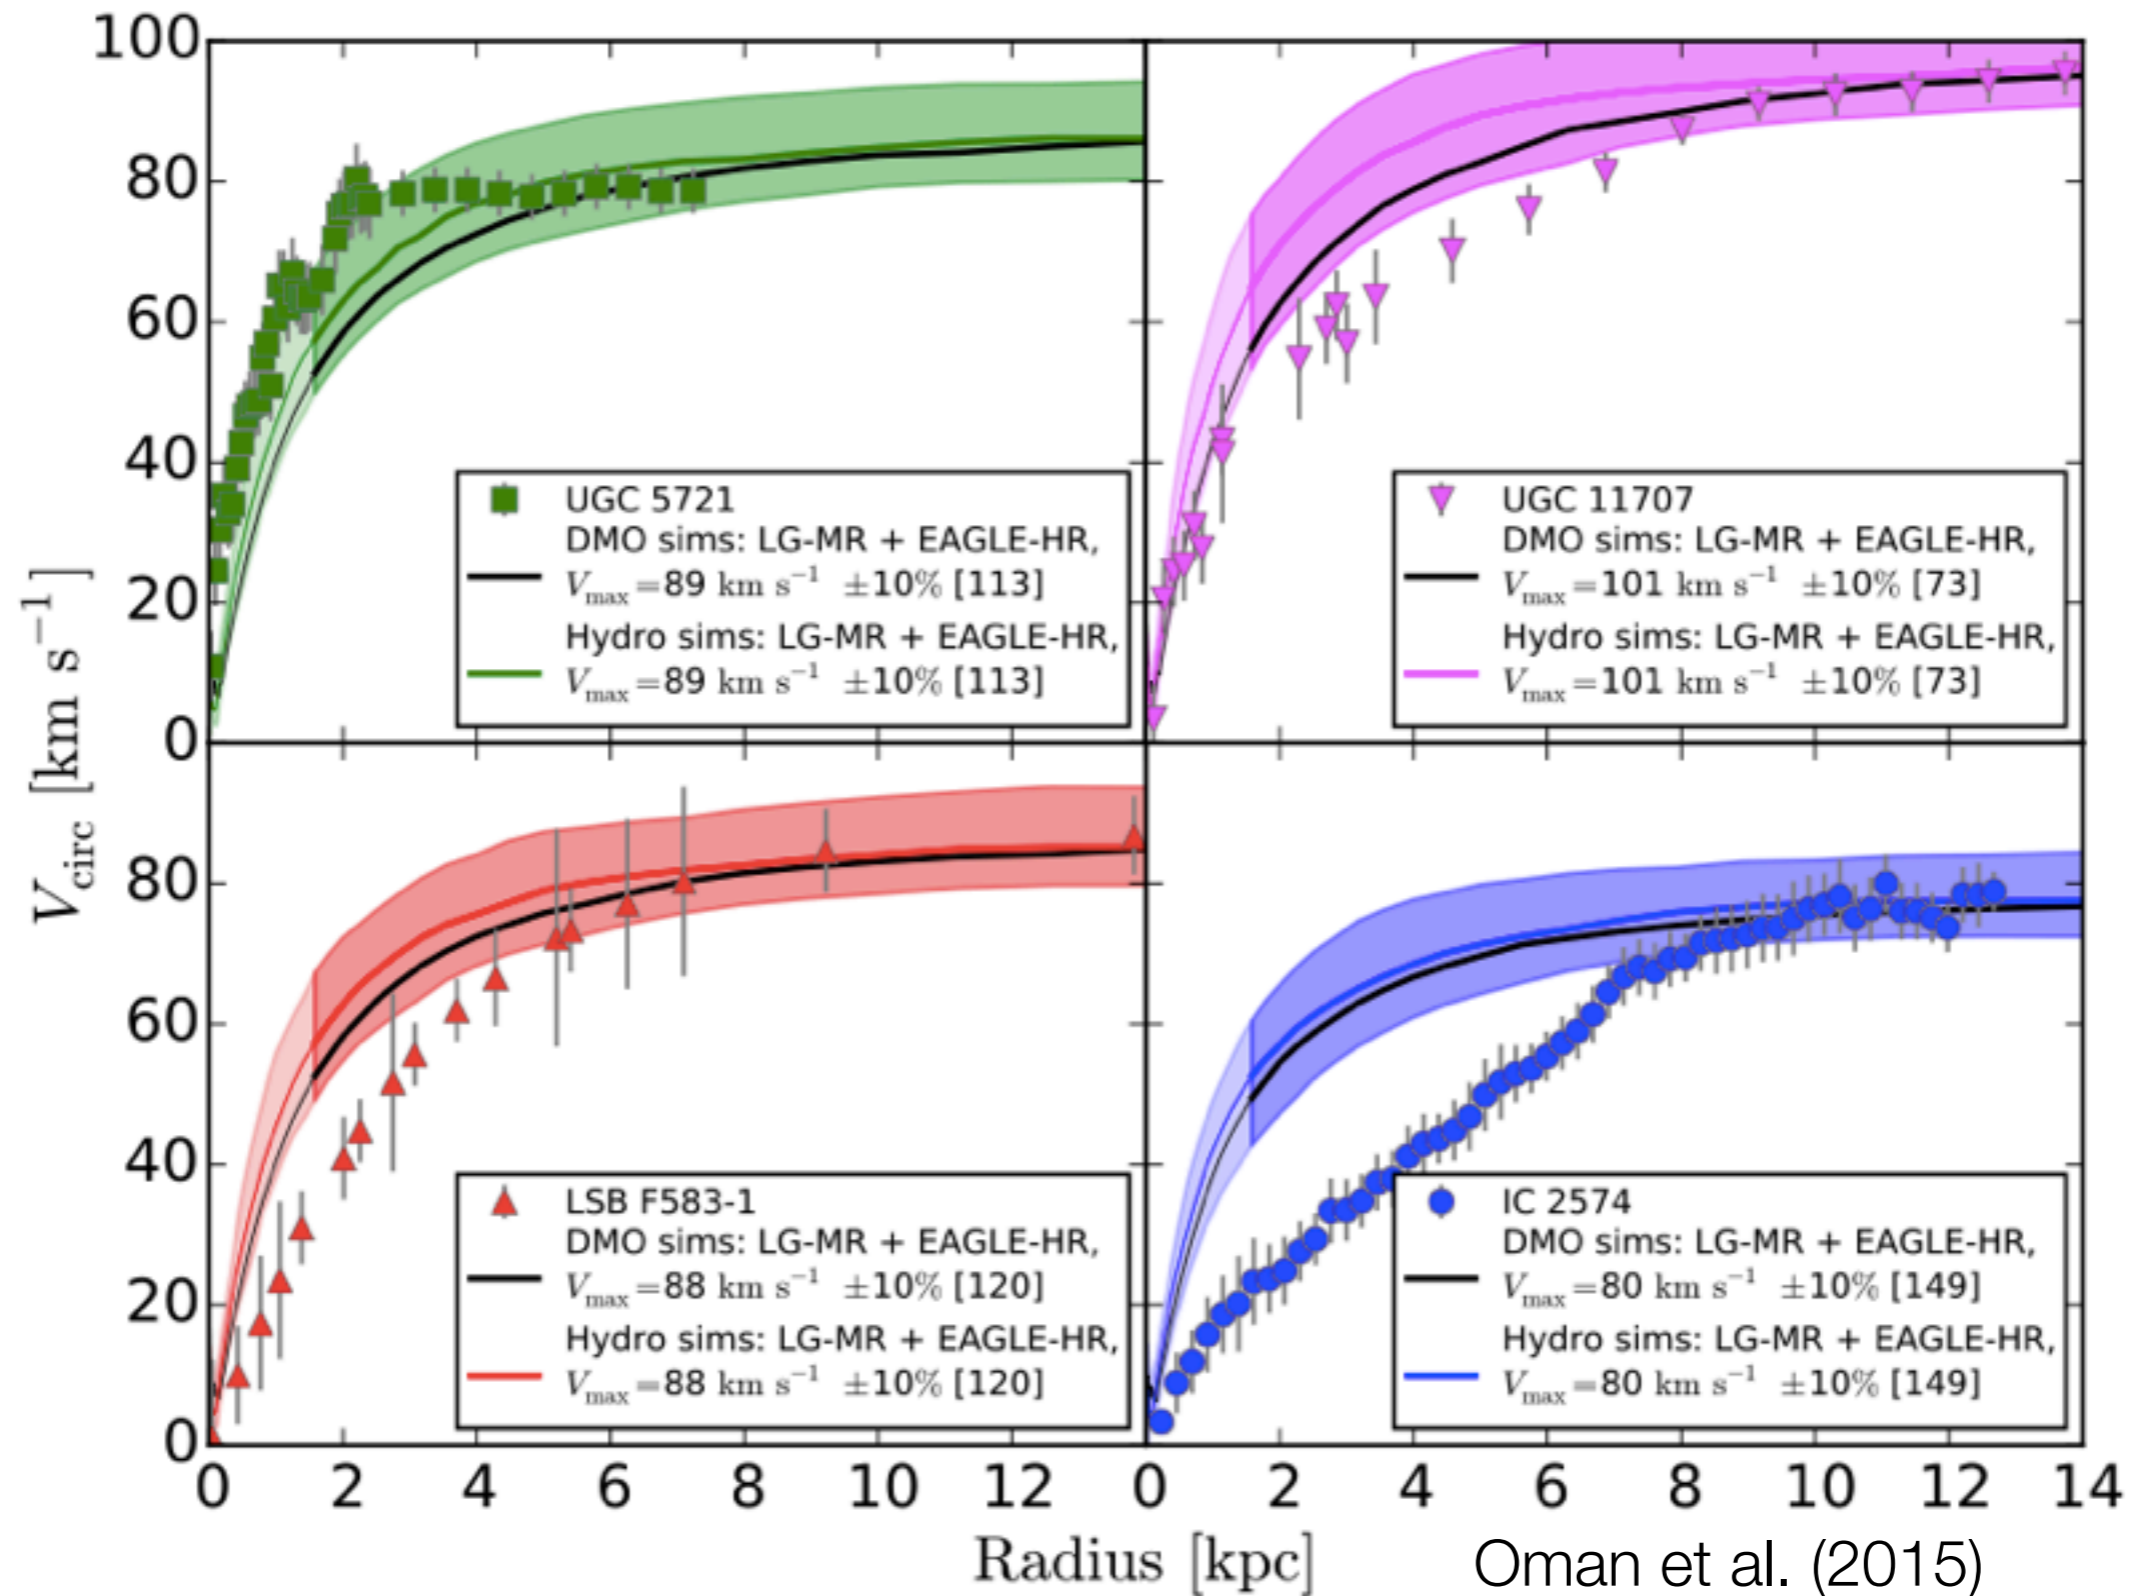 100
80
60
40
20
0
V_circ [km s⁻¹]
UGC 5721
DMO sims: LG-MR + EAGLE-HR,
V_max =89 km s⁻¹ ±10% [113]
Hydro sims: LG-MR + EAGLE-HR,
V_max =89 km s⁻¹ ±10% [113]
UGC 11707
DMO sims: LG-MR + EAGLE-HR,
V_max =101 km s⁻¹ ±10% [73]
Hydro sims: LG-MR + EAGLE-HR,
V_max =101 km s⁻¹ ±10% [73]
80
60
40
20
0
LSB F583-1
DMO sims: LG-MR + EAGLE-HR,
V_max =88 km s⁻¹ ±10% [120]
Hydro sims: LG-MR + EAGLE-HR,
V_max =88 km s⁻¹ ±10% [120]
IC 2574
DMO sims: LG-MR + EAGLE-HR,
V_max =80 km s⁻¹ ±10% [149]
Hydro sims: LG-MR + EAGLE-HR,
V_max =80 km s⁻¹ ±10% [149]
0 2 4 6 8 10 12 0 2 4 6 8 10 12 14
Radius [kpc]
Oman et al. (2015)